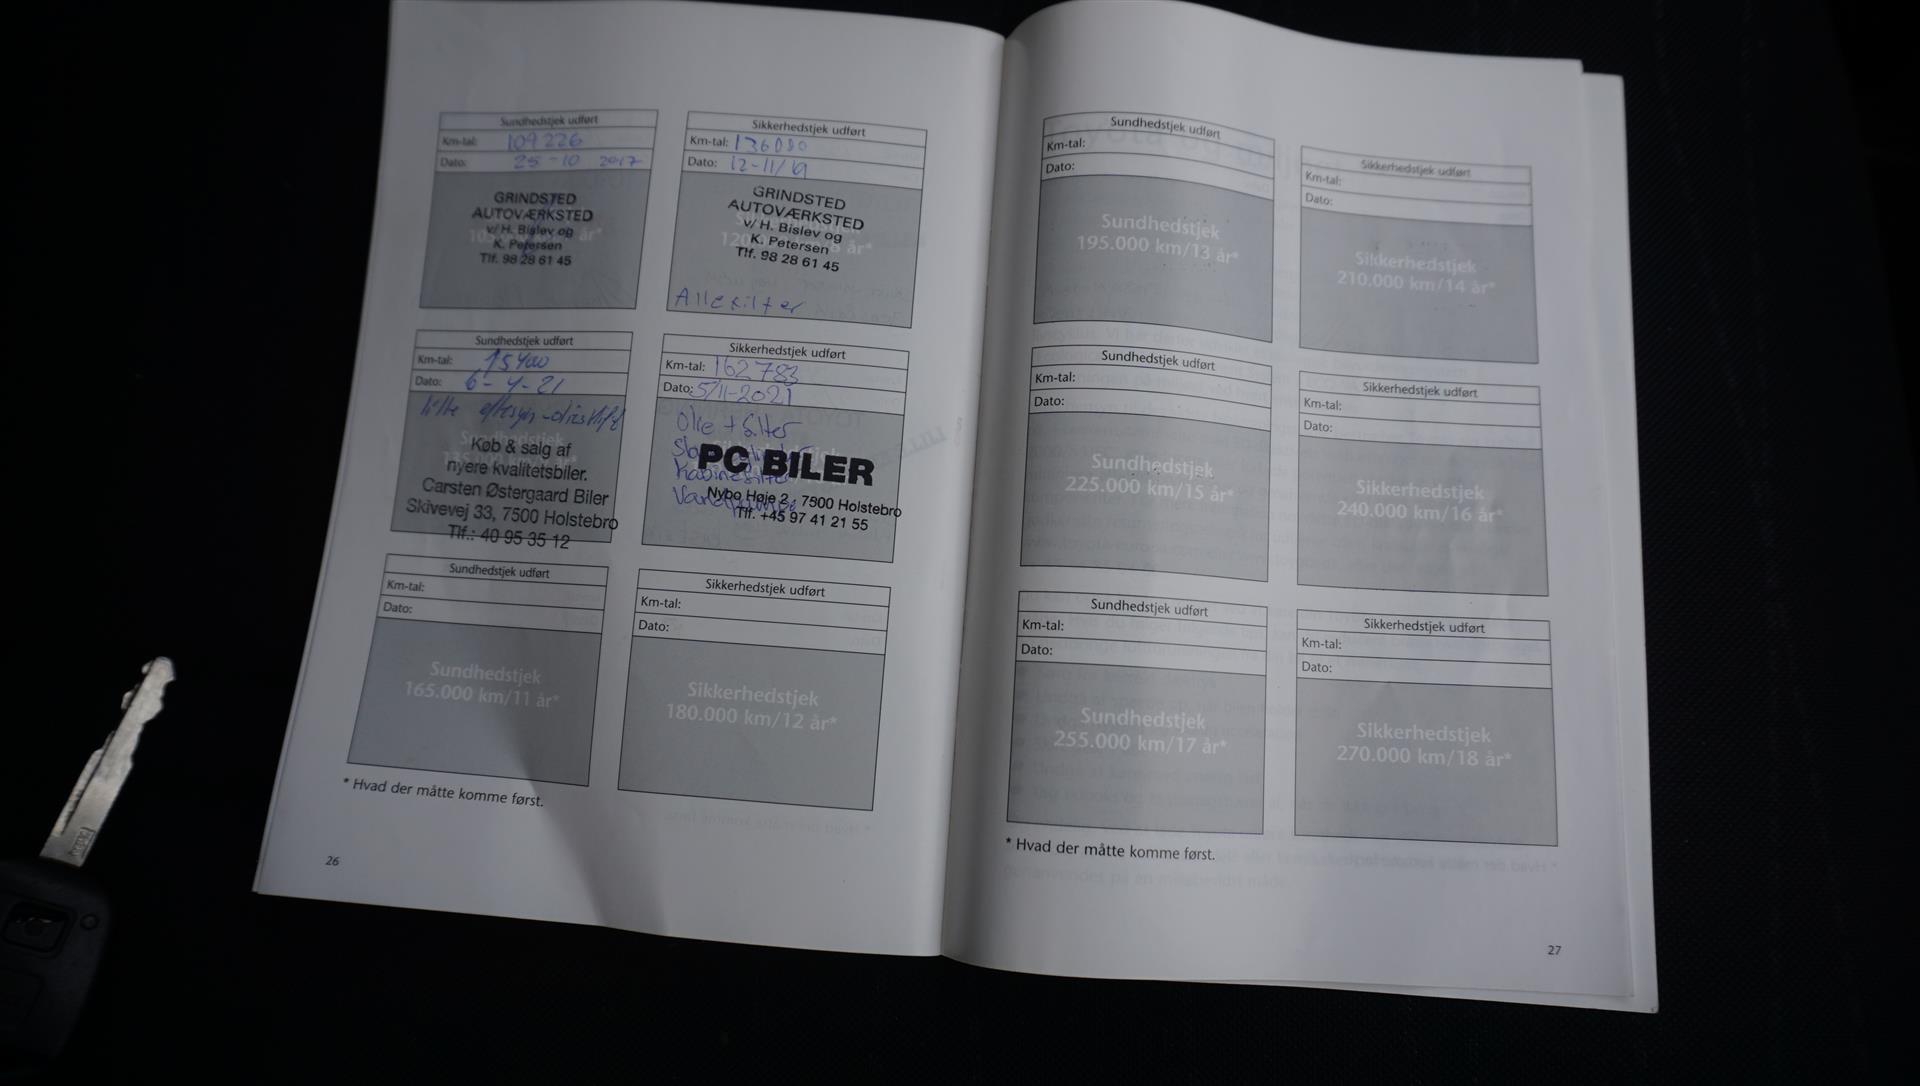 Sundhedstjek udført
Km-tal: 109226
Dato: 25-10 2017
GRINDSTED
AUTOVÆRKSTED
v/ H. Bislev og
K. Petersen
Tlf. 98 28 61 45
Sikkerhedstjek udført
Km-tal: 136080
Dato: 12-11/19
GRINDSTED
AUTOVÆRKSTED
v/ H. Bislev og
K. Petersen
Tlf. 98 28 61 45
Alle filter
Sundhedstjek udført
Km-tal:
Dato: 6-4-21
Køb & salg af
nyere kvalitetsbiler.
Carsten Østergaard Biler
Skivevej 33, 7500 Holstebro
Tlf.: 40 95 35 12
Sikkerhedstjek udført
Km-tal: 162783
Dato: 5/11-2021
Olie + filter
PC BILER
Kabinefilter
Nybo Høje 2, 7500 Holstebro
Tlf. +45 97 41 21 55
Sundhedstjek udført
Km-tal:
Dato:
Sundhedstjek
165.000 km/11 år*
Sikkerhedstjek udført
Km-tal:
Dato:
Sikkerhedstjek
180.000 km/12 år*
* Hvad der måtte komme først.
26
Sundhedstjek udført
Km-tal:
Dato:
Sundhedstjek
195.000 km/13 år*
Sikkerhedstjek udført
Km-tal:
Dato:
Sikkerhedstjek
210.000 km/14 år*
Sundhedstjek udført
Km-tal:
Dato:
Sundhedstjek
225.000 km/15 år*
Sikkerhedstjek udført
Km-tal:
Dato:
Sikkerhedstjek
240.000 km/16 år*
Sundhedstjek udført
Km-tal:
Dato:
Sundhedstjek
255.000 km/17 år*
Sikkerhedstjek udført
Km-tal:
Dato:
Sikkerhedstjek
270.000 km/18 år*
* Hvad der måtte komme først.
27